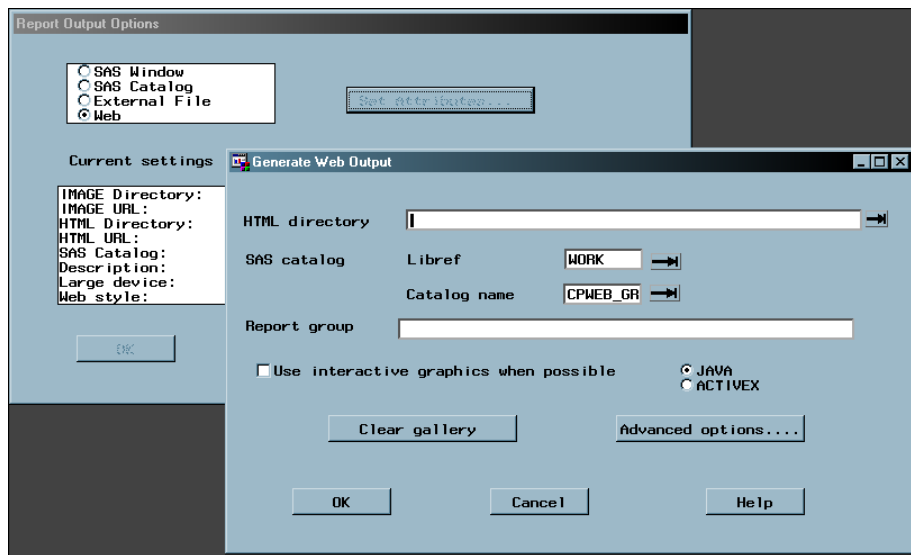 Report Output Options
SAS Window
SAS Catalog
External File
Web
Set Attributes...
Current settings
IMAGE Directory:
IMAGE URL:
HTML Directory:
HTML URL:
SAS Catalog:
Description:
Large device:
Web style:
OK
Generate Web Output
HTML directory
SAS catalog Libref WORK
Catalog name CPWEB_GR
Report group
Use interactive graphics when possible
JAVA
ACTIVEX
Clear gallery Advanced options....
OK Cancel Help